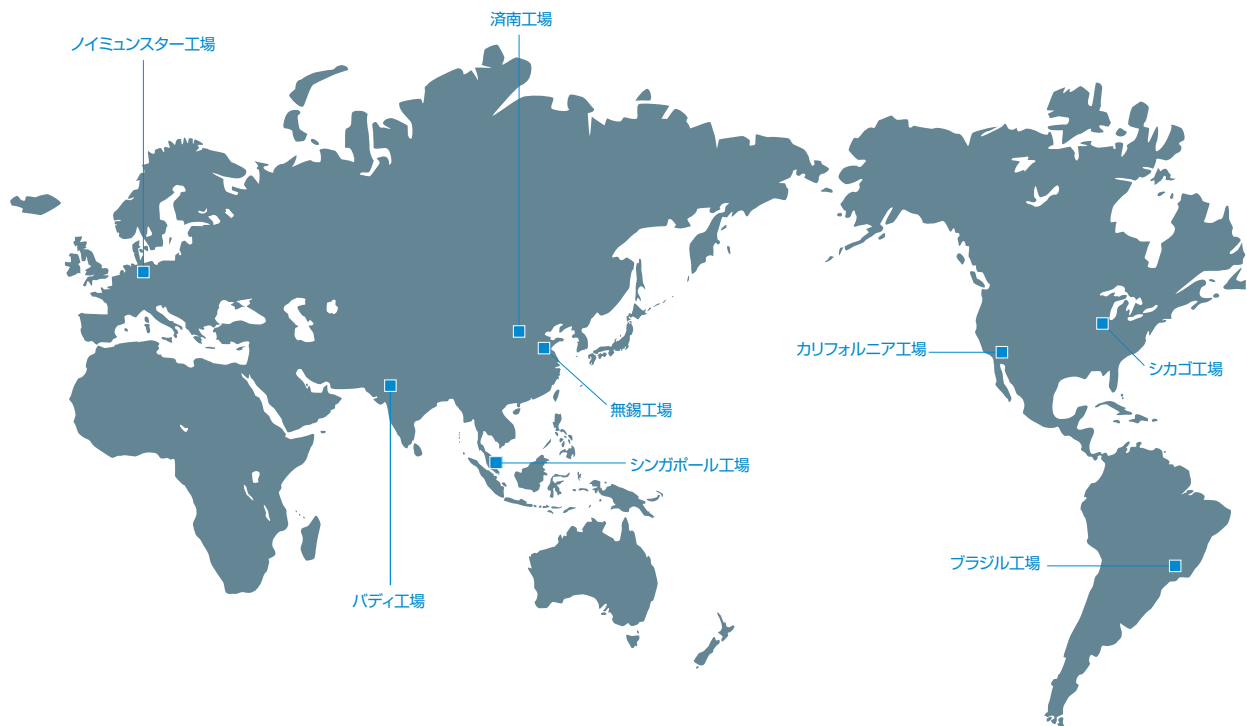 済南工場
ノイミュンスター工場
カリフォルニア工場
シカゴ工場
無錫工場
シンガポール工場
ブラジル工場
バディ工場